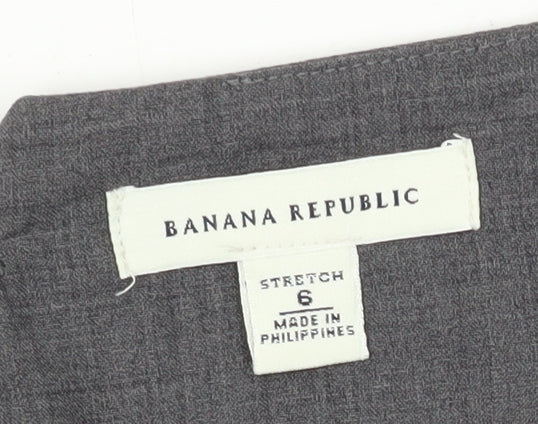 BANANA REPUBLIC
STRETCH
6
MADE IN
PHILIPPINES